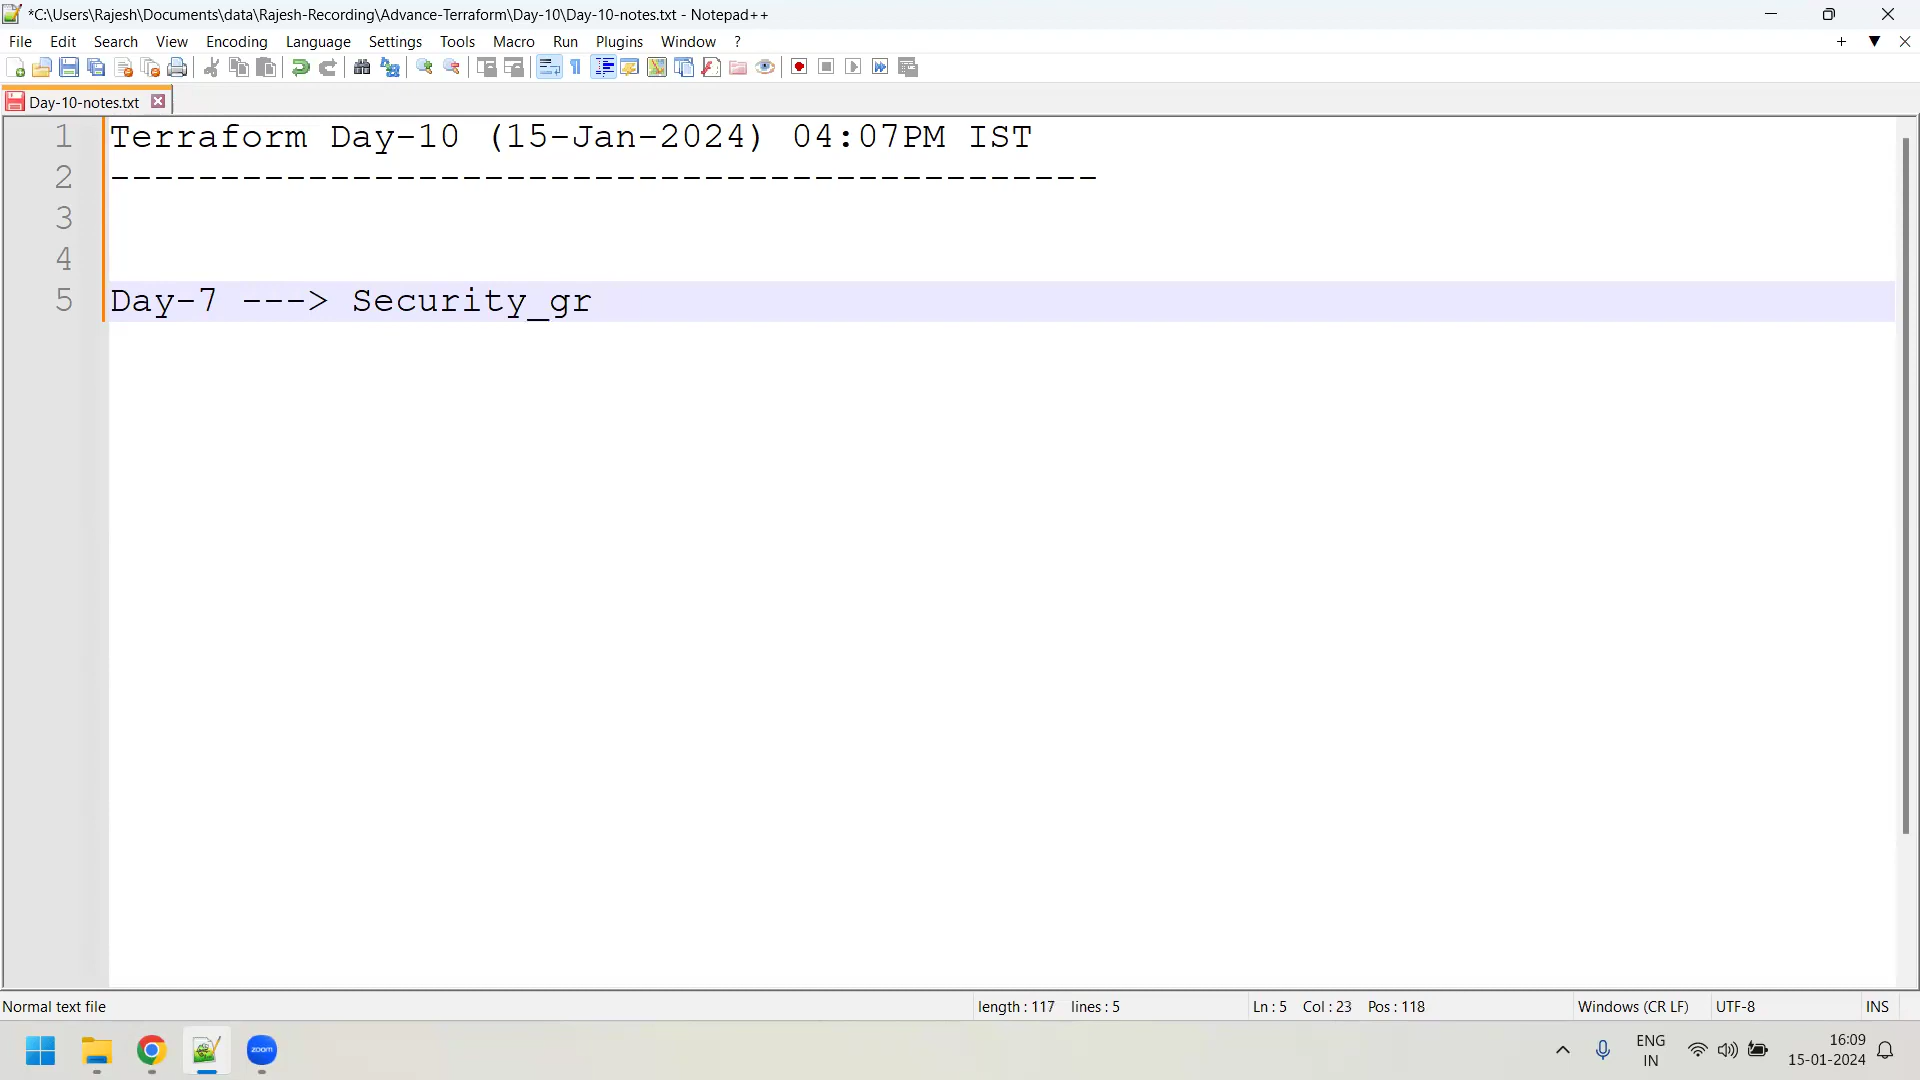 *C:\Users\Rajesh\Documents\data\Rajesh-Recording\Advance-Terraform\Day-10\Day-10-notes.txt - Notepad++
File Edit Search View Encoding Language Settings Tools Macro Run Plugins Window ?
Day-10-notes.txt
1 Terraform Day-10 (15-Jan-2024) 04:07PM IST
2 ---------------------------------------------
3
4
5 Day-7 ---> Security_gr
Normal text file length : 117 lines : 5 Ln : 5 Col : 23 Pos : 118 Windows (CR LF) UTF-8 INS
zoom
ENG
IN
16:09
15-01-2024